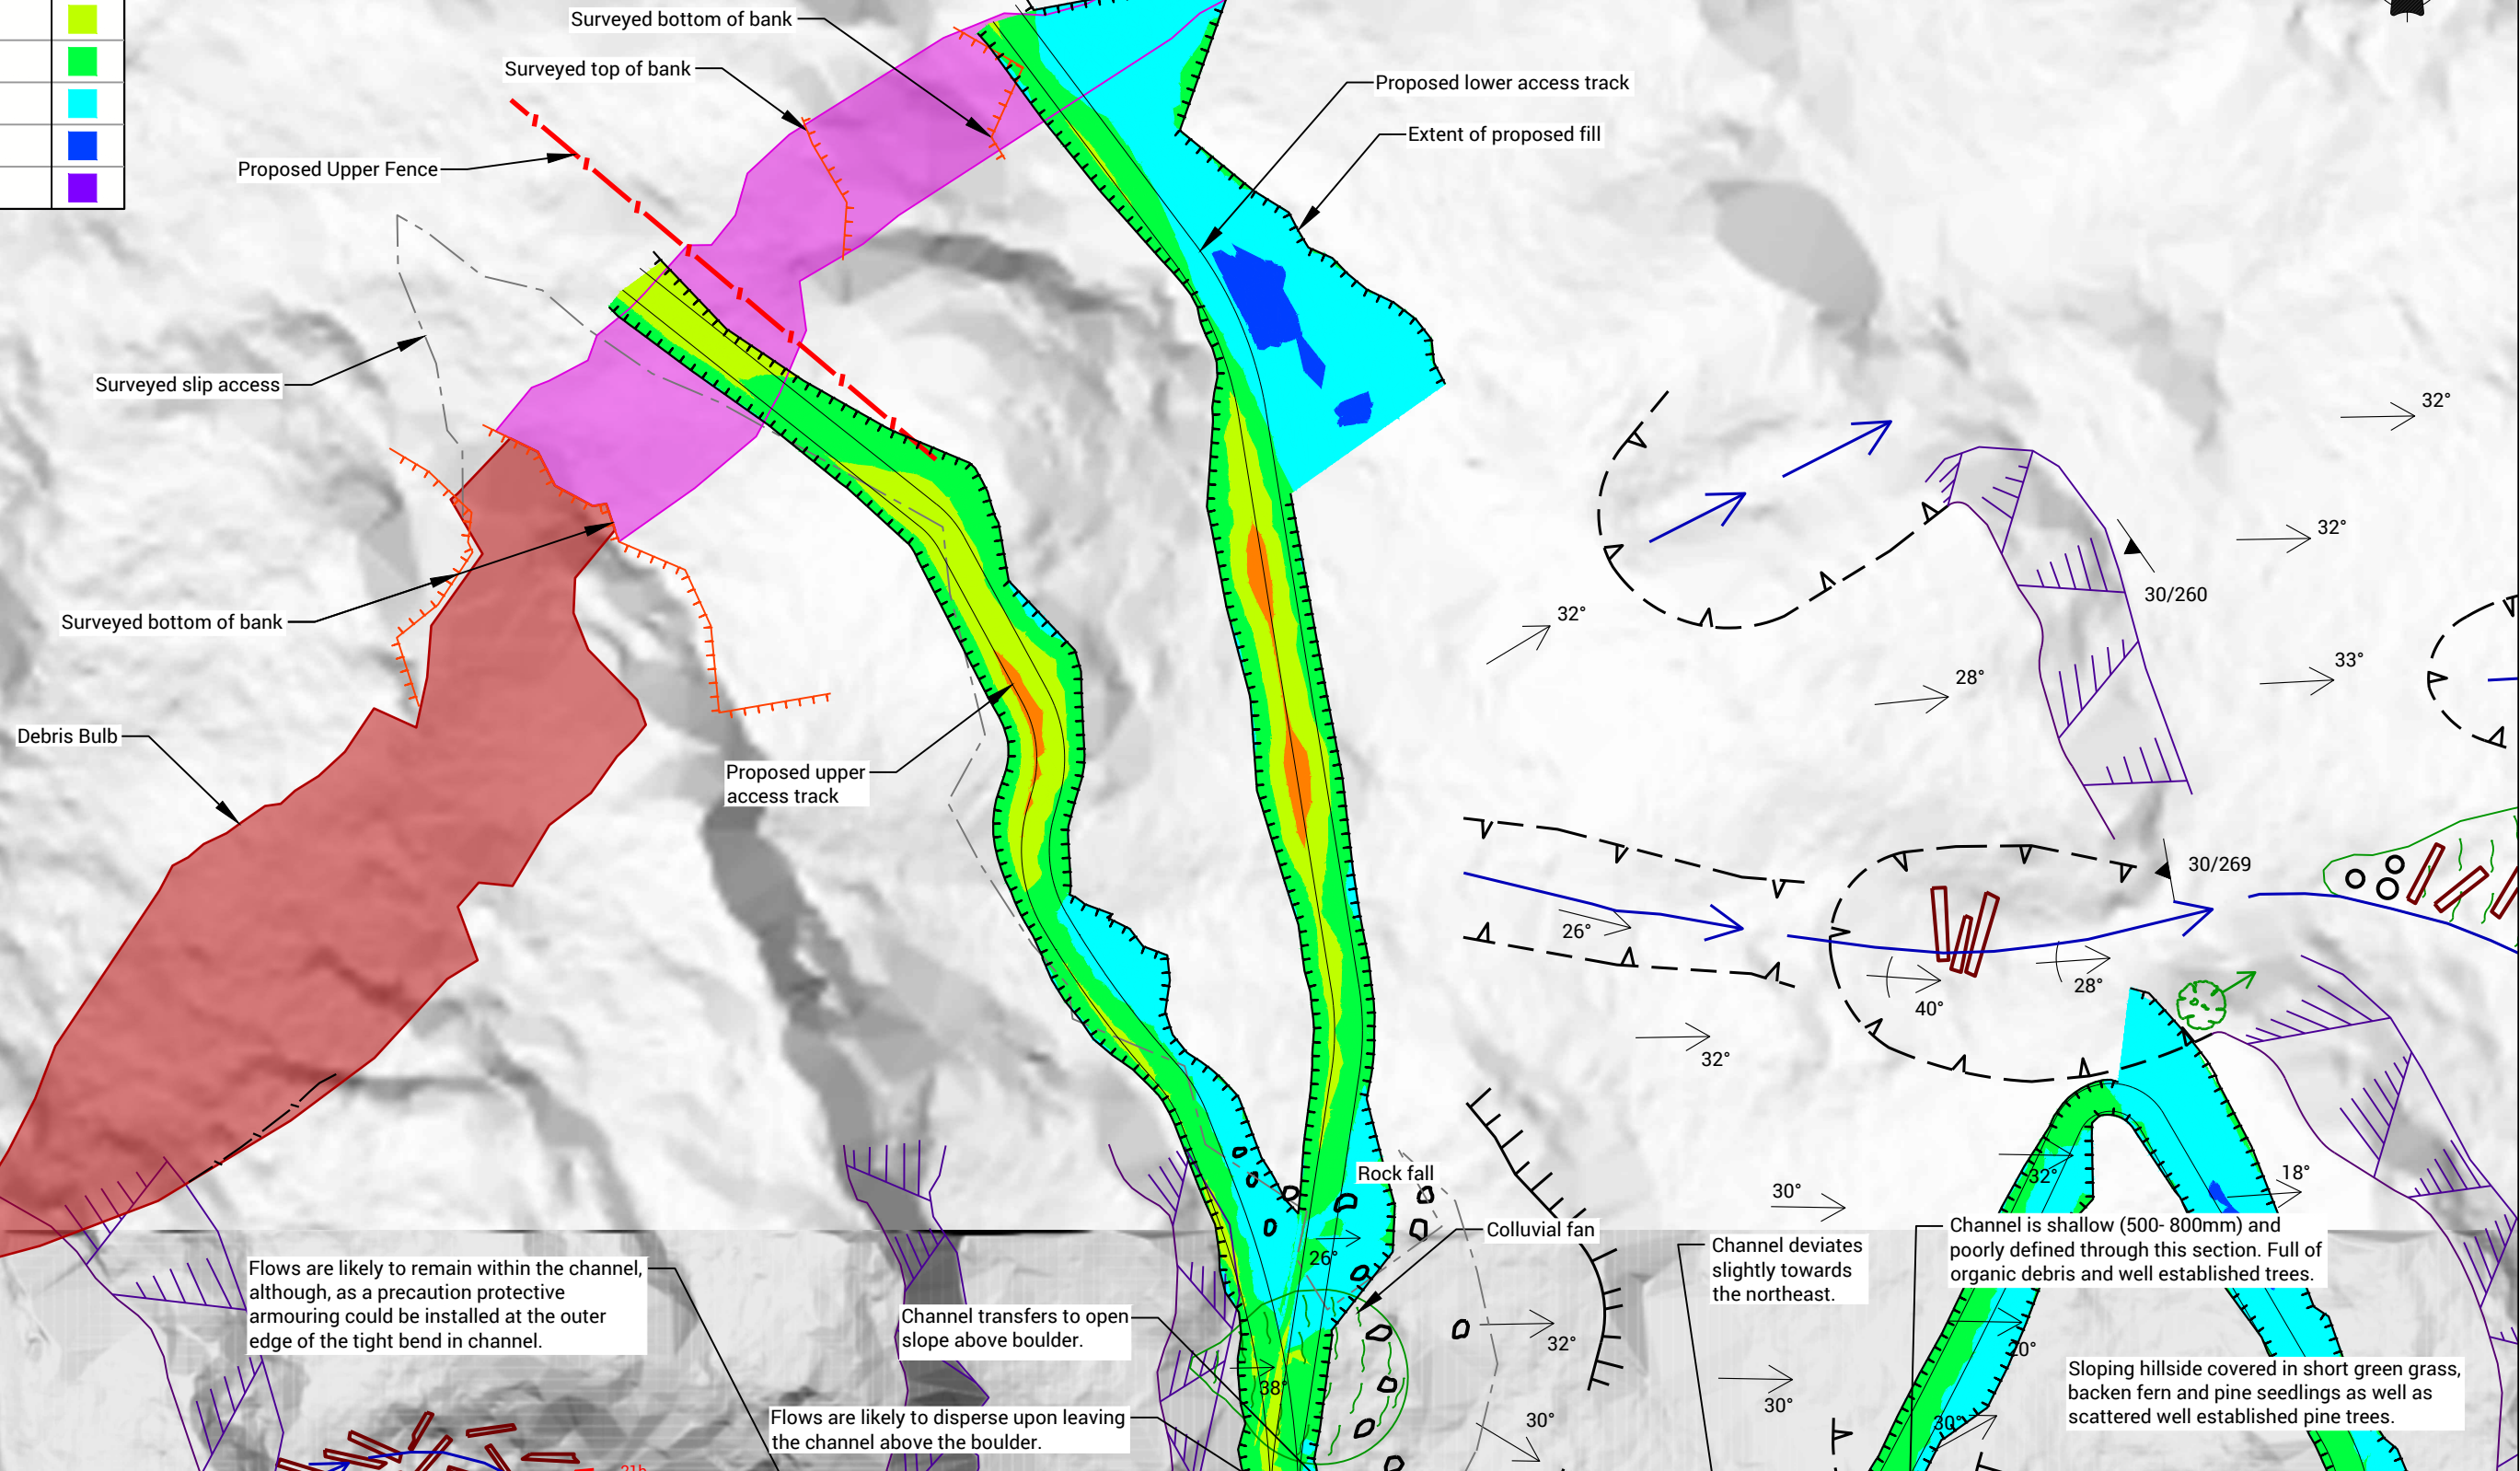 Surveyed bottom of bank
Surveyed top of bank
Proposed lower access track
Extent of proposed fill
Proposed Upper Fence
Surveyed slip access
32°
32°
30/260
32°
Surveyed bottom of bank
33°
28°
Debris Bulb
Proposed upper
access track
30/269
26°
28°
40°
32°
Rock fall
32°
18°
30°
Colluvial fan
26°
Channel is shallow (500- 800mm) and
poorly defined through this section. Full of
organic debris and well established trees.
Channel deviates
slightly towards
the northeast.
Flows are likely to remain within the channel,
although, as a precaution protective
armouring could be installed at the outer
edge of the tight bend in channel.
Channel transfers to open
slope above boulder.
32°
20°
38°
30°
Sloping hillside covered in short green grass,
backen fern and pine seedlings as well as
scattered well established pine trees.
Flows are likely to disperse upon leaving
the channel above the boulder.
30°
30°